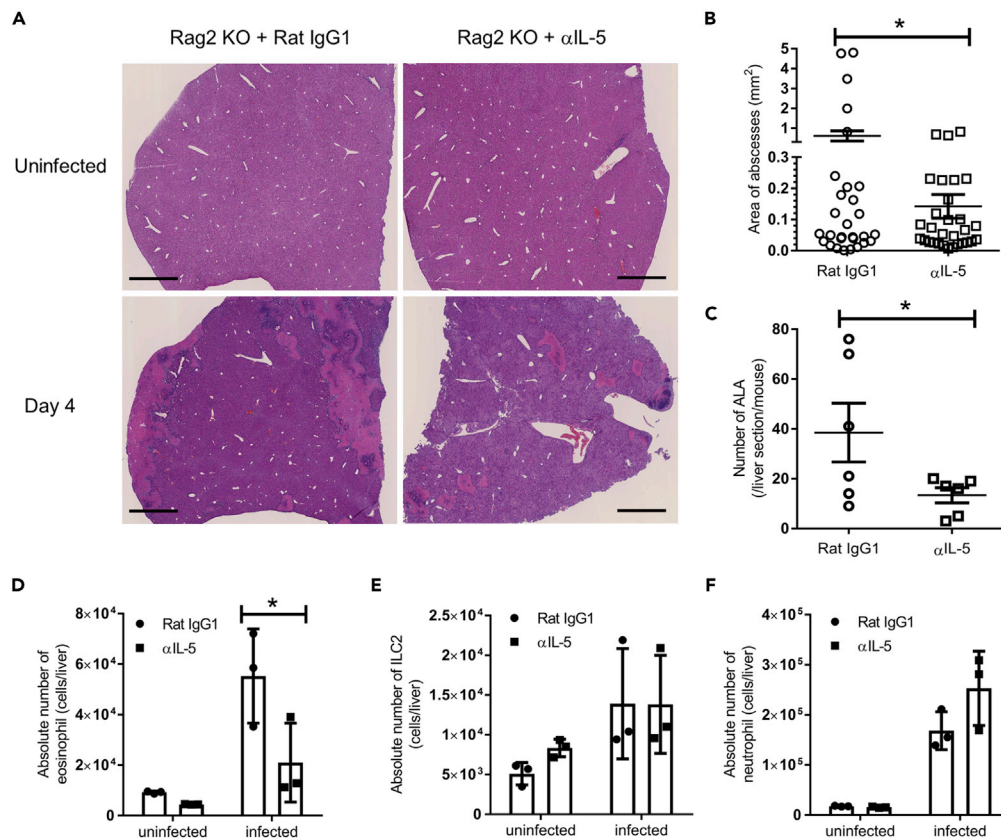 A
Rag2 KO + Rat IgG1
Rag2 KO + αIL-5
Uninfected
Day 4
B
*
Area of abscesses (mm²)
5
4
3
2
1
0.3
0.2
0.1
0.0
Rat IgG1
αIL-5
C
*
Number of ALA
(/liver section/mouse)
80
60
40
20
0
Rat IgG1
αIL-5
D
Absolute number of
eosinophil (cells/liver)
8×10⁴
6×10⁴
4×10⁴
2×10⁴
0
Rat IgG1
αIL-5
*
uninfected
infected
E
Absolute number of ILC2
(cells/liver)
2.5×10⁴
2×10⁴
1.5×10⁴
1×10⁴
5×10³
0
Rat IgG1
αIL-5
uninfected
infected
F
Absolute number of
neutrophil (cells/liver)
4×10⁵
3×10⁵
2×10⁵
1×10⁵
0
Rat IgG1
αIL-5
uninfected
infected